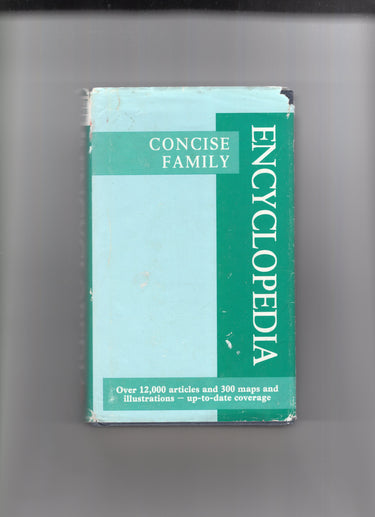 CONCISE
FAMILY
ENCYCLOPEDIA
Over 12,000 articles and 300 maps and
illustrations – up-to-date coverage